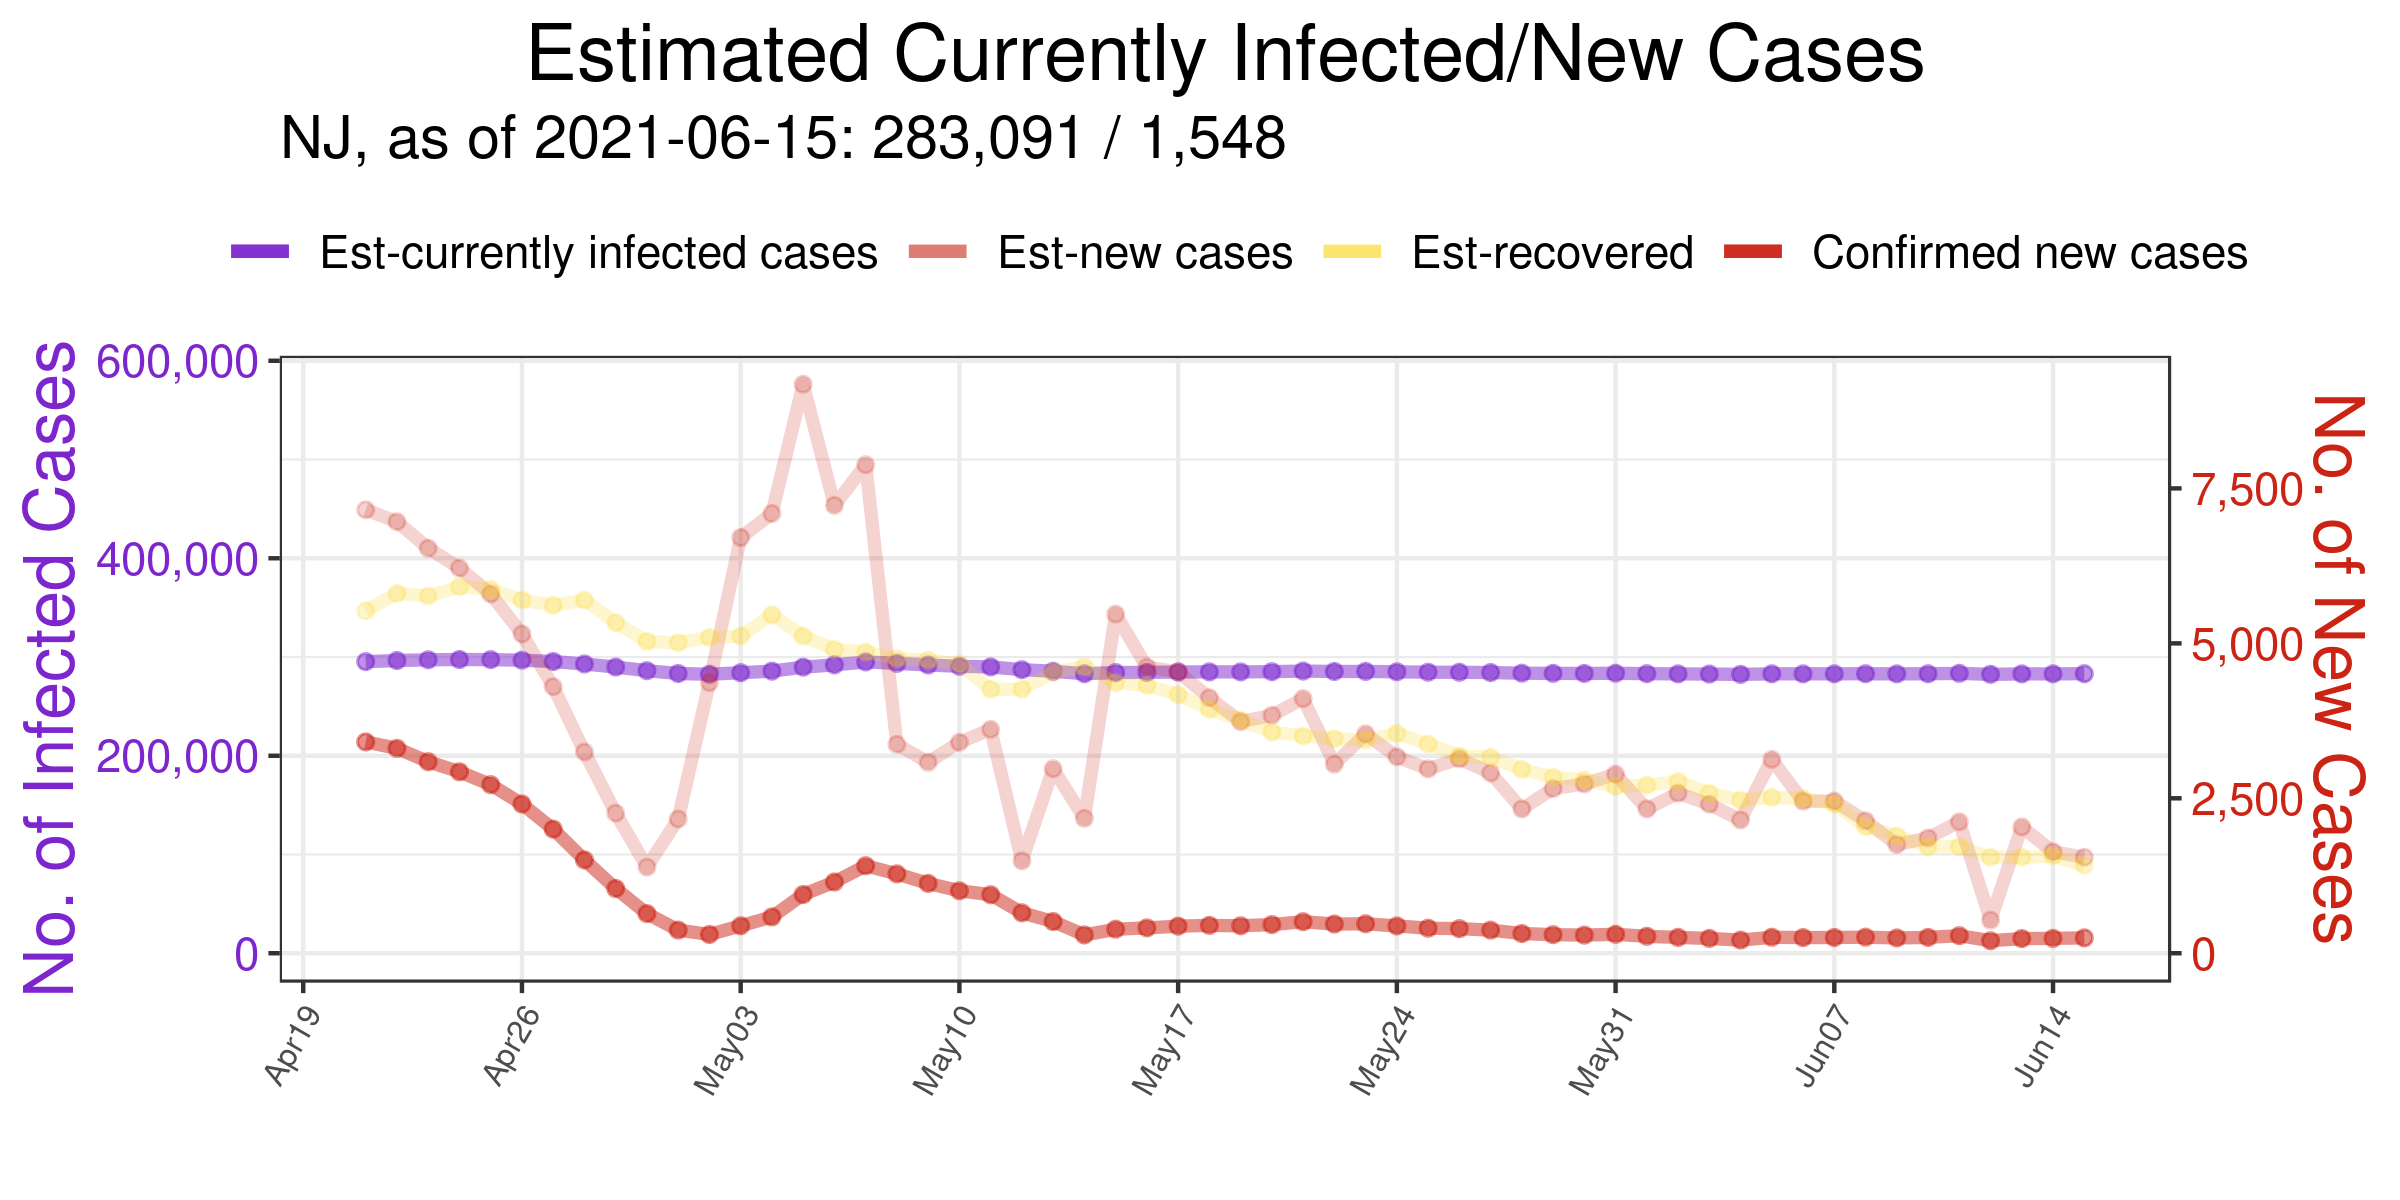 Estimated Currently Infected/New Cases
NJ, as of 2021-06-15: 283,091 / 1,548
Est-currently infected cases Est-new cases Est-recovered Confirmed new cases
No. of Infected Cases
600,000
400,000
200,000
0
7,500
5,000
2,500
0
No. of New Cases
Apr19 Apr26 May03 May10 May17 May24 May31 Jun07 Jun14